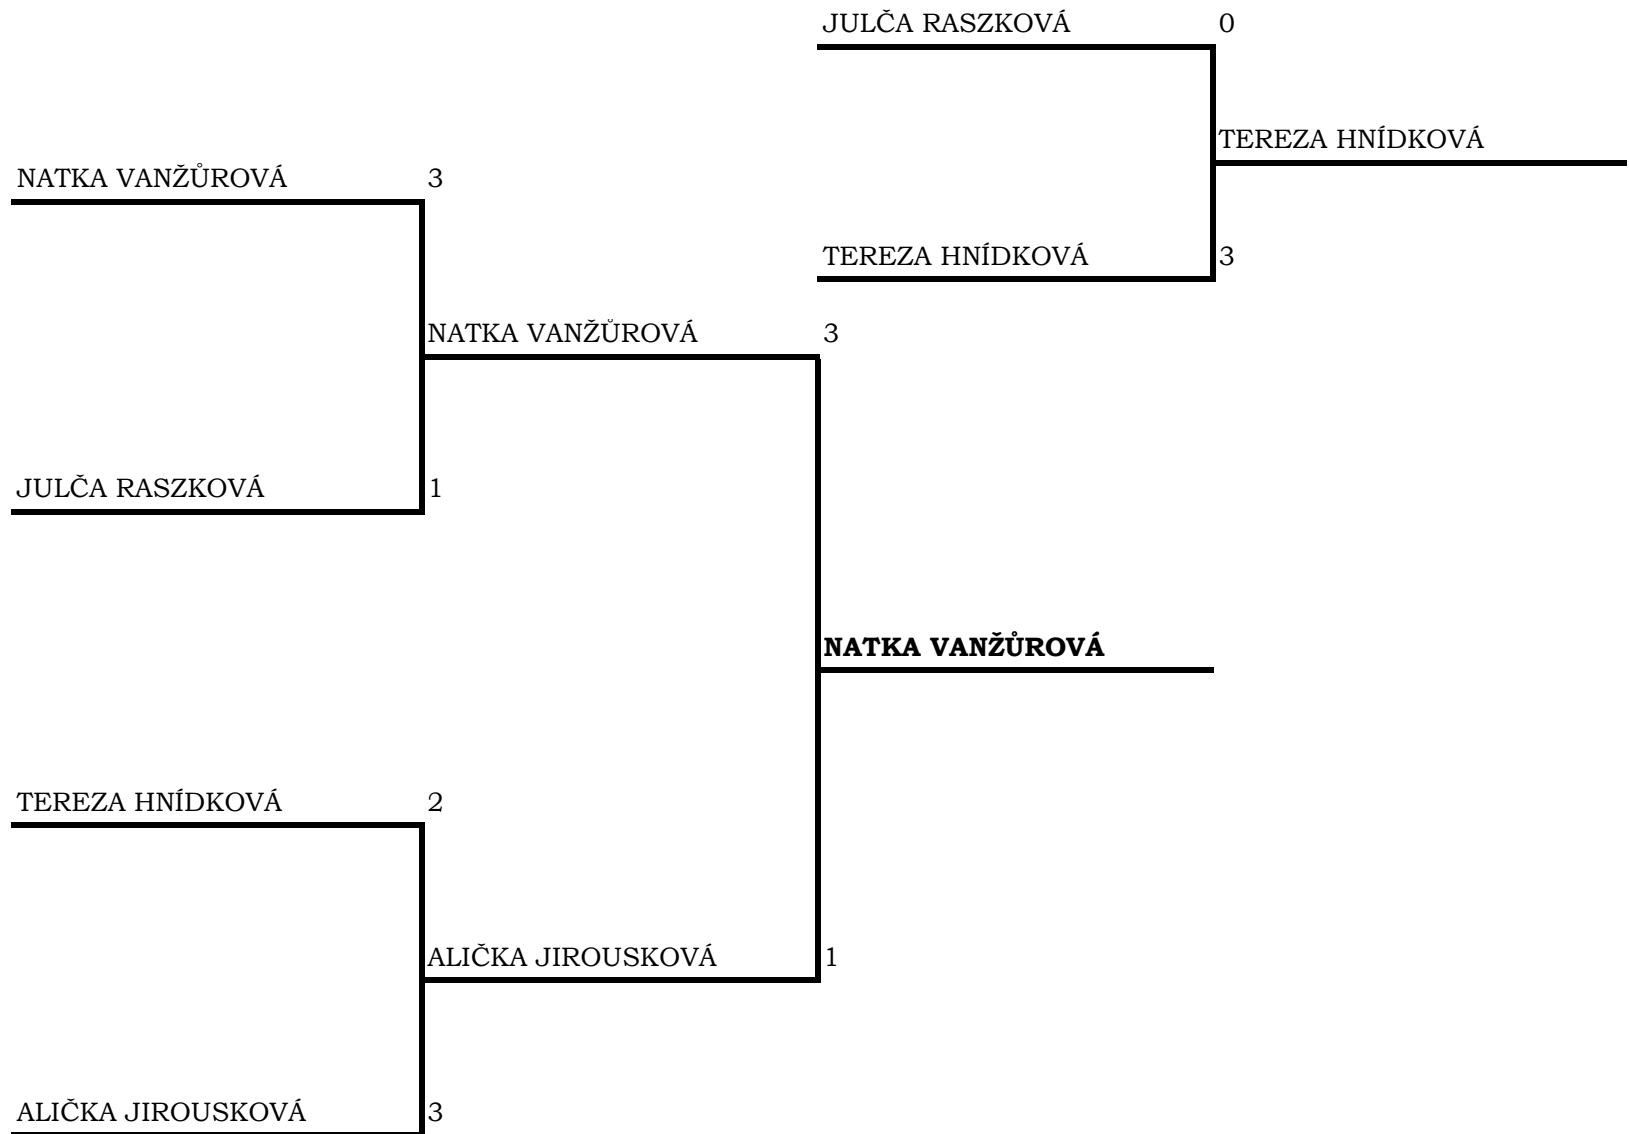 JULČA RASZKOVÁ 0
TEREZA HNÍDKOVÁ
NATKA VANŽŮROVÁ 3
TEREZA HNÍDKOVÁ 3
NATKA VANŽŮROVÁ 3
JULČA RASZKOVÁ 1
NATKA VANŽŮROVÁ
TEREZA HNÍDKOVÁ 2
ALIČKA JIROUSKOVÁ 1
ALIČKA JIROUSKOVÁ 3